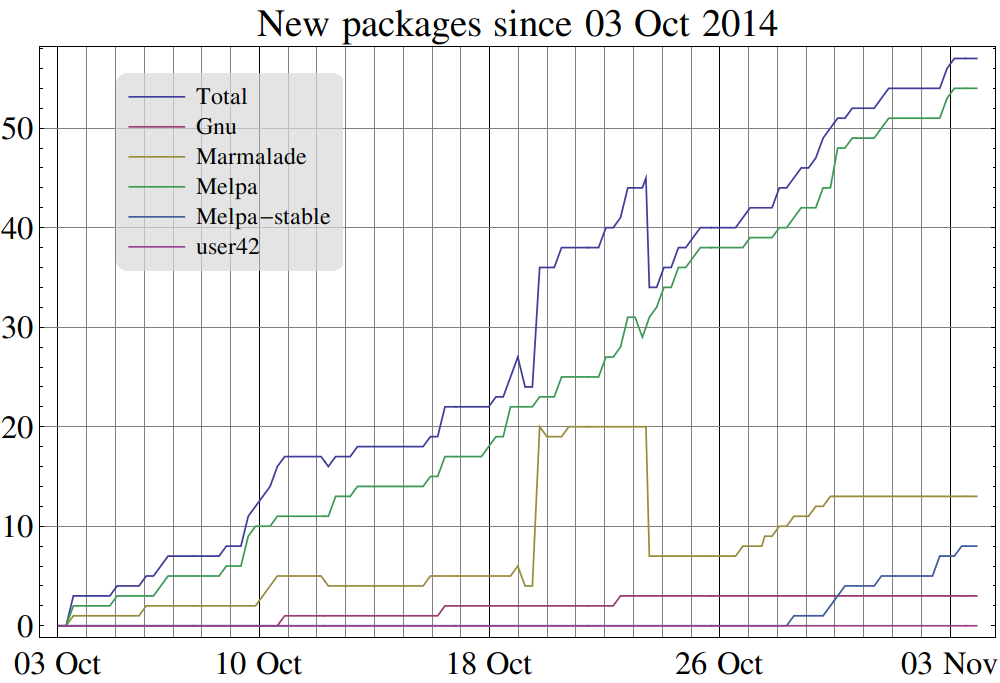 New packages since 03 Oct 2014
Total
Gnu
Marmalade
Melpa
Melpa-stable
user42
50
40
30
20
10
0
03 Oct 10 Oct 18 Oct 26 Oct 03 Nov